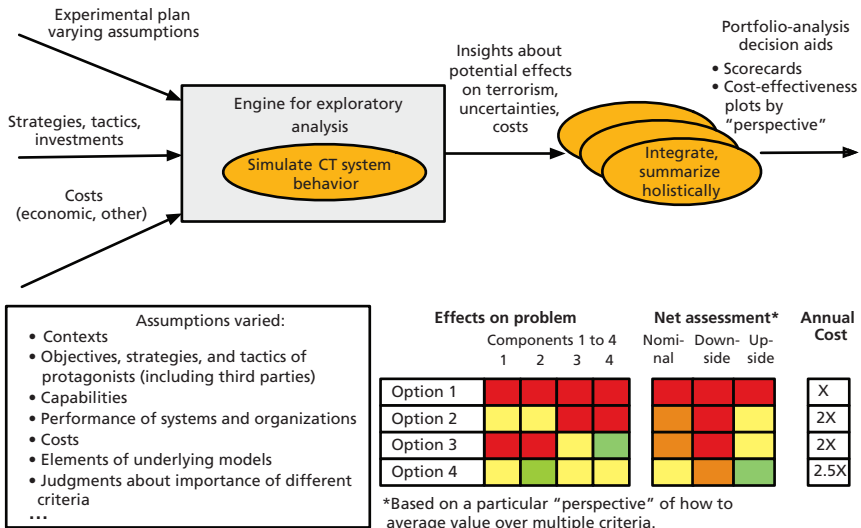 Experimental plan
varying assumptions
Strategies, tactics,
investments
Costs
(economic, other)
Engine for exploratory
analysis
Simulate CT system
behavior
Insights about
potential effects
on terrorism,
uncertainties,
costs
Integrate,
summarize
holistically
Portfolio-analysis
decision aids
• Scorecards
• Cost-effectiveness
plots by
“perspective”
Assumptions varied:
• Contexts
• Objectives, strategies, and tactics of
protagonists (including third parties)
• Capabilities
• Performance of systems and organizations
• Costs
• Elements of underlying models
• Judgments about importance of different
criteria
...
Effects on problem Net assessment* Annual
Cost
Components 1 to 4 Nomi- Down- Up-
1 2 3 4 nal side side
Option 1 X
Option 2 2X
Option 3 2X
Option 4 2.5X
*Based on a particular “perspective” of how to
average value over multiple criteria.